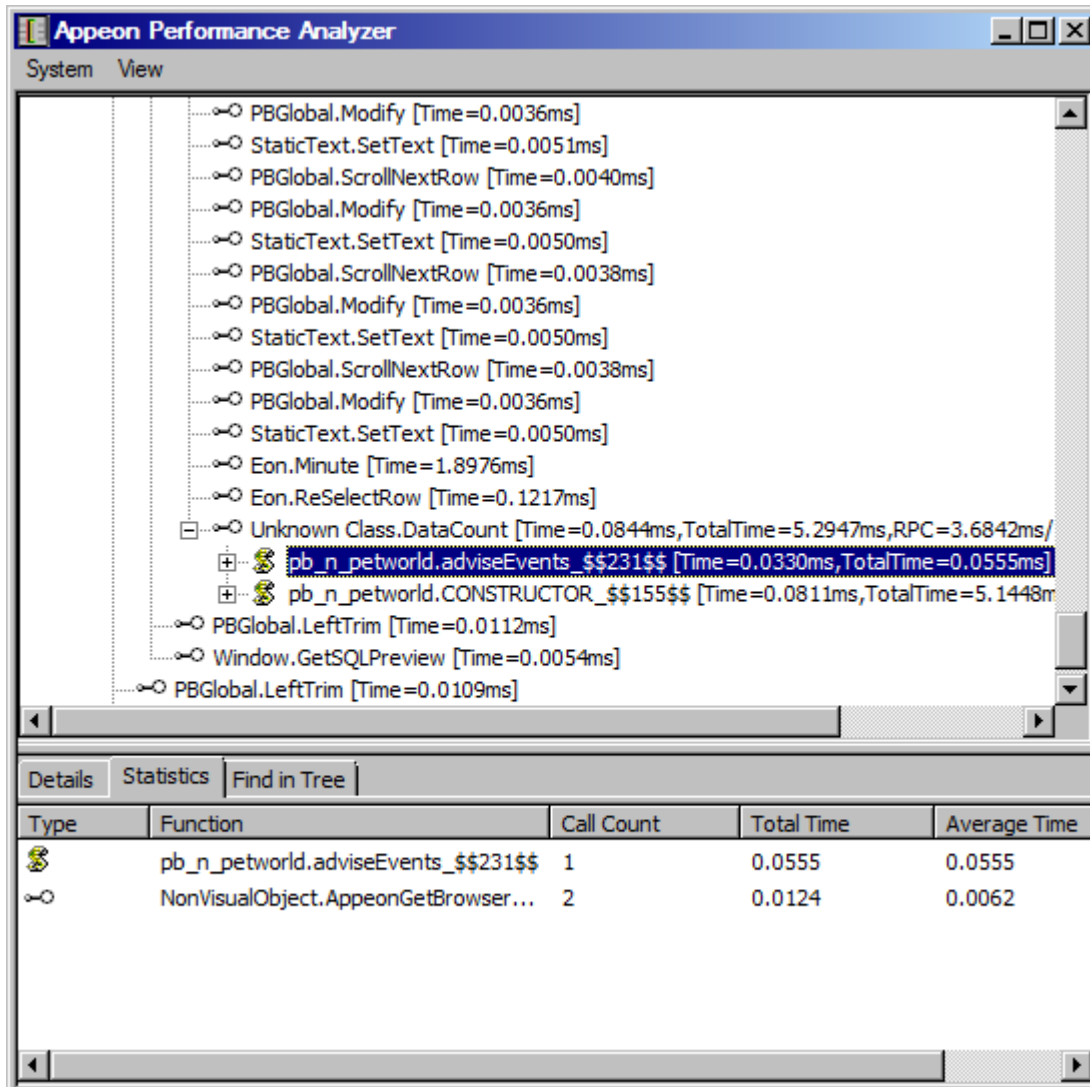 Appeon Performance Analyzer
System View
PBGlobal.Modify [Time=0.0036ms]
StaticText.SetText [Time=0.0051ms]
PBGlobal.ScrollNextRow [Time=0.0040ms]
PBGlobal.Modify [Time=0.0036ms]
StaticText.SetText [Time=0.0050ms]
PBGlobal.ScrollNextRow [Time=0.0038ms]
PBGlobal.Modify [Time=0.0036ms]
StaticText.SetText [Time=0.0050ms]
PBGlobal.ScrollNextRow [Time=0.0038ms]
PBGlobal.Modify [Time=0.0036ms]
StaticText.SetText [Time=0.0050ms]
Eon.Minute [Time=1.8976ms]
Eon.ReSelectRow [Time=0.1217ms]
Unknown Class.DataCount [Time=0.0844ms,TotalTime=5.2947ms,RPC=3.6842ms/
pb_n_petworld.adviseEvents_$$231$$ [Time=0.0330ms,TotalTime=0.0555ms]
pb_n_petworld.CONSTRUCTOR_$$155$$ [Time=0.0811ms,TotalTime=5.1448m
PBGlobal.LeftTrim [Time=0.0112ms]
Window.GetSQLPreview [Time=0.0054ms]
PBGlobal.LeftTrim [Time=0.0109ms]
Details Statistics Find in Tree
Type Function Call Count Total Time Average Time
pb_n_petworld.adviseEvents_$$231$$ 1 0.0555 0.0555
NonVisualObject.AppeonGetBrowser... 2 0.0124 0.0062